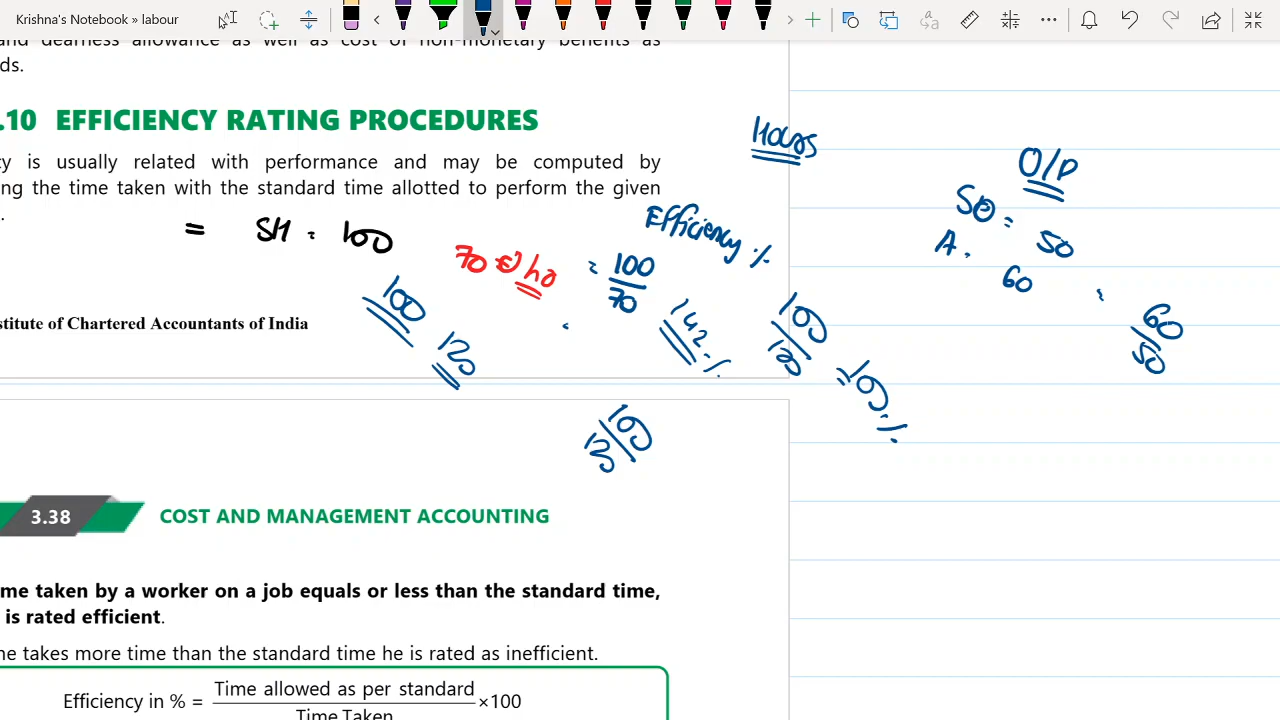 Krishna's Notebook » labour
and dearness allowance as well as cost of non-monetary benefits as
ds.
.10 EFFICIENCY RATING PROCEDURES
cy is usually related with performance and may be computed by
ng the time taken with the standard time allotted to perform the given
.
= SH = 100
stitute of Chartered Accountants of India
100
120
70
= 100
70
142.%
Efficiency %
Hours
100
120
= 100.%
100
120
O/P
SO = 50
A. 60
= 60
50
3.38 COST AND MANAGEMENT ACCOUNTING
me taken by a worker on a job equals or less than the standard time,
is rated efficient.
ne takes more time than the standard time he is rated as inefficient.
Efficiency in % = Time allowed as per standard
×100
Time Taken